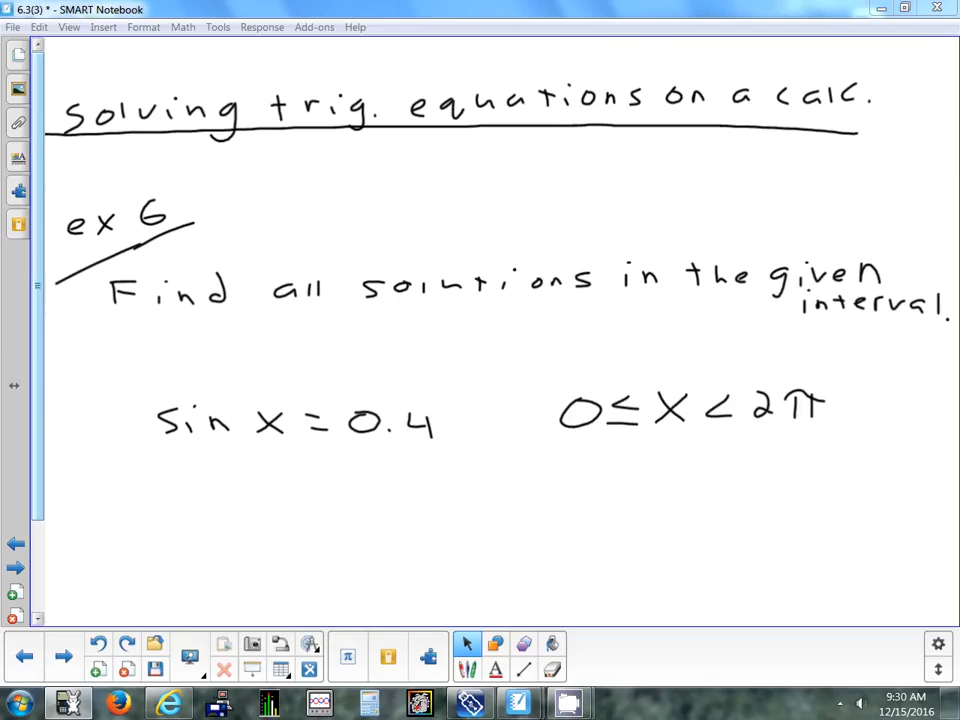 6.3(3) * - SMART Notebook
File Edit View Insert Format Math Tools Response Add-ons Help
solving trig. equations on a calc.
ex 6
Find all solutions in the given
interval.
sin x = 0.4 0 ≤ x < 2π
9:30 AM
12/15/2016